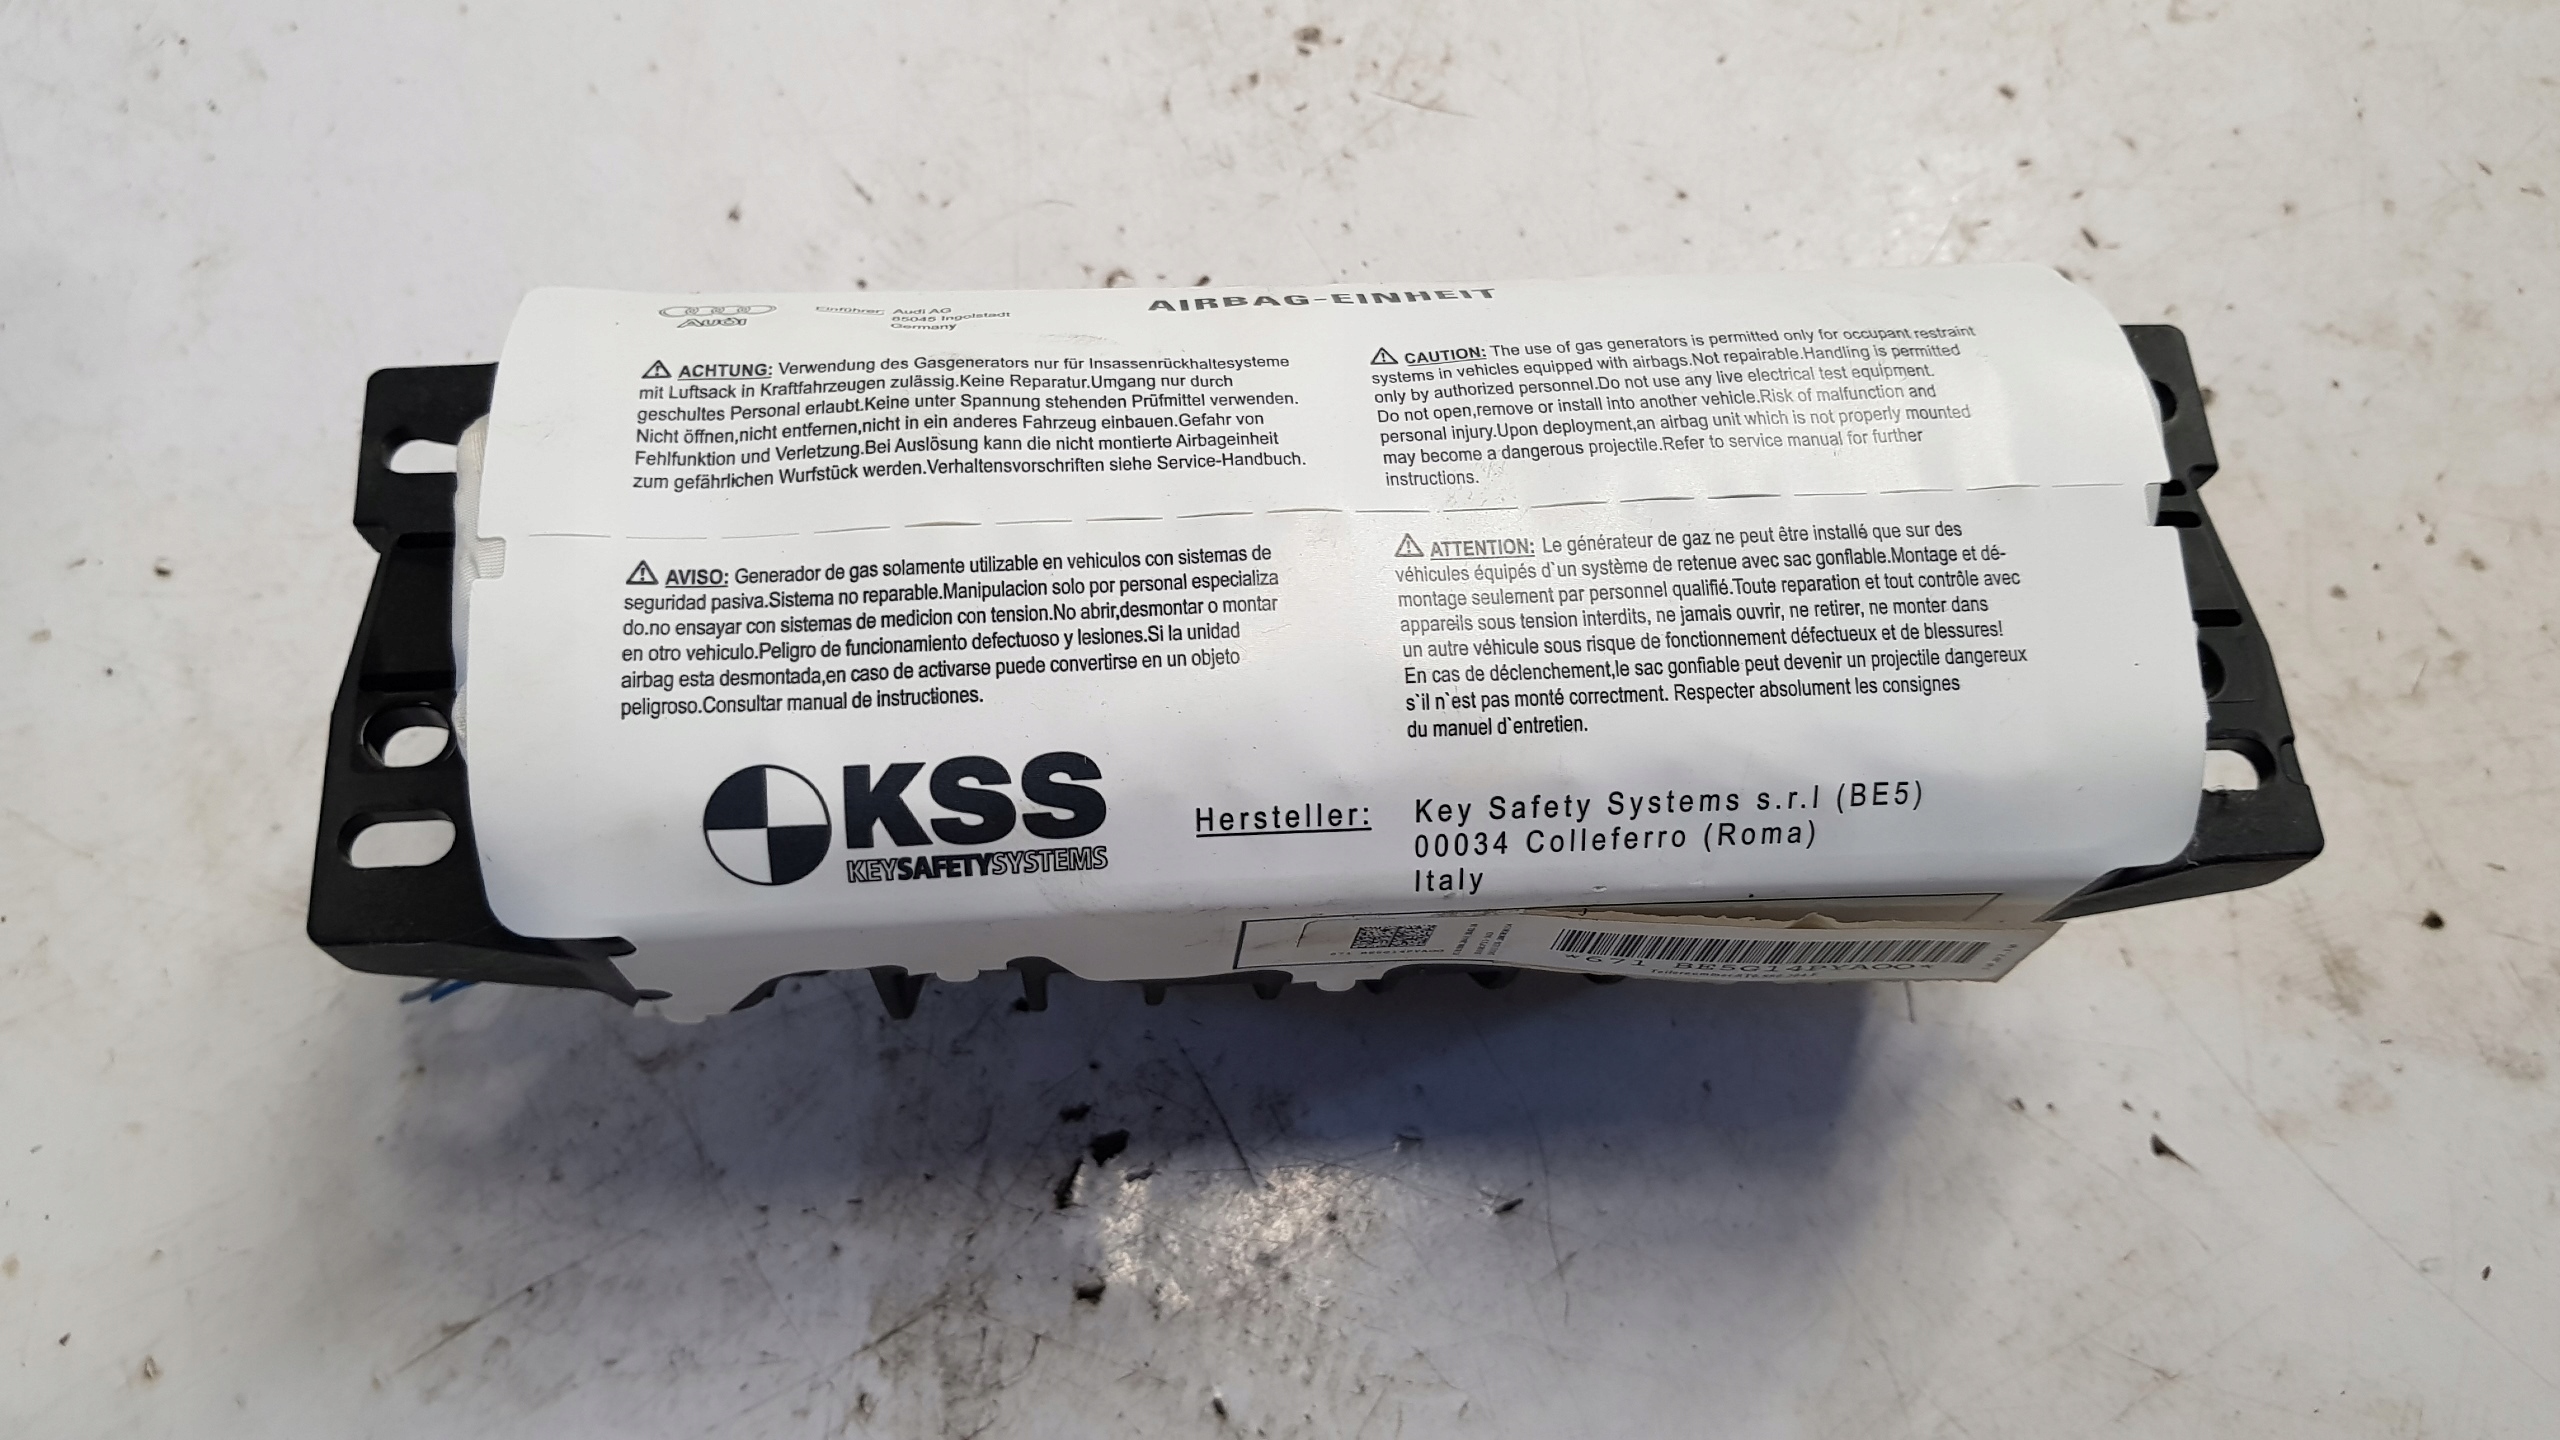 Audi
Einführer: Audi AG
85045 Ingolstadt
Germany
AIRBAG-EINHEIT
ACHTUNG: Verwendung des Gasgenerators nur für Insassenrückhaltesysteme
mit Luftsack in Kraftfahrzeugen zulässig.Keine Reparatur.Umgang nur durch
geschultes Personal erlaubt.Keine unter Spannung stehenden Prüfmittel verwenden.
Nicht öffnen,nicht entfernen,nicht in ein anderes Fahrzeug einbauen.Gefahr von
Fehlfunktion und Verletzung.Bei Auslösung kann die nicht montierte Airbageinheit
zum gefährlichen Wurfstück werden.Verhaltensvorschriften siehe Service-Handbuch.
CAUTION: The use of gas generators is permitted only for occupant restraint
systems in vehicles equipped with airbags.Not repairable.Handling is permitted
only by authorized personnel.Do not use any live electrical test equipment.
Do not open,remove or install into another vehicle.Risk of malfunction and
personal injury.Upon deployment,an airbag unit which is not properly mounted
may become a dangerous projectile.Refer to service manual for further
instructions.
AVISO: Generador de gas solamente utilizable en vehiculos con sistemas de
seguridad pasiva.Sistema no reparable.Manipulacion solo por personal especializa
do.no ensayar con sistemas de medicion con tension.No abrir,desmontar o montar
en otro vehiculo.Peligro de funcionamiento defectuoso y lesiones.Si la unidad
airbag esta desmontada,en caso de activarse puede convertirse en un objeto
peligroso.Consultar manual de instructiones.
ATTENTION: Le générateur de gaz ne peut être installé que sur des
véhicules équipés d`un système de retenue avec sac gonflable.Montage et dé-
montage seulement par personnel qualifié.Toute reparation et tout contrôle avec
appareils sous tension interdits, ne jamais ouvrir, ne retirer, ne monter dans
un autre véhicule sous risque de fonctionnement défectueux et de blessures!
En cas de déclenchement,le sac gonfiable peut devenir un projectile dangereux
s`il n`est pas monté correctment. Respecter absolument les consignes
du manuel d`entretien.
KSS
KEYSAFETYSYSTEMS
Hersteller: Key Safety Systems s.r.l (BE5)
00034 Colleferro (Roma)
Italy
*671 BE5G14PYA00*